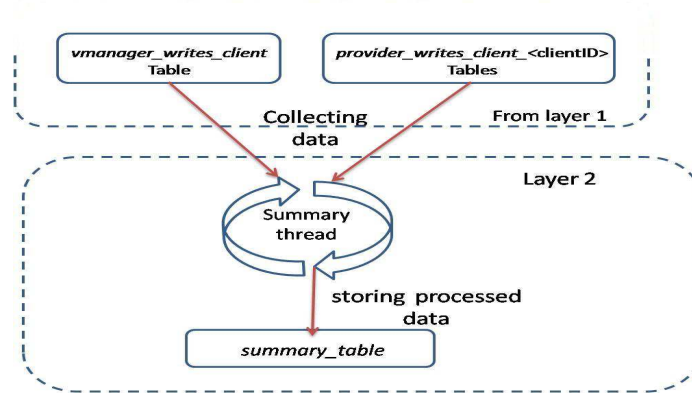 vmanager_writes_client
Table
provider_writes_client_<clientID>
Tables
Collecting
data
From layer 1
Layer 2
Summary
thread
storing processed
data
summary_table